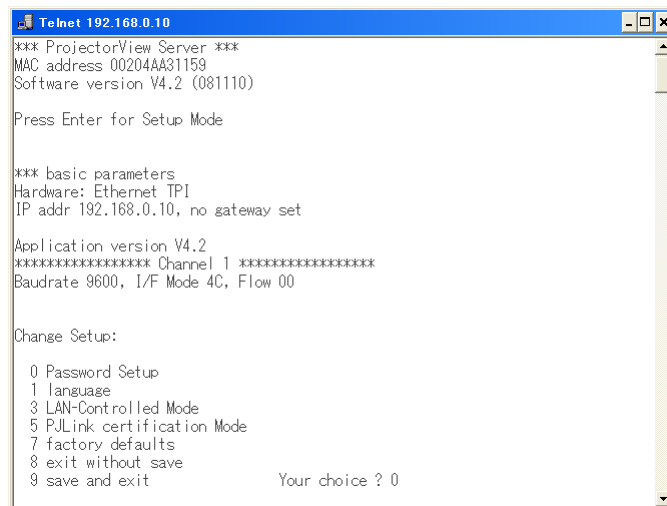 Telnet 192.168.0.10
*** ProjectorView Server ***
MAC address 00204AA31159
Software version V4.2 (081110)
Press Enter for Setup Mode
*** basic parameters
Hardware: Ethernet TPI
IP addr 192.168.0.10, no gateway set
Application version V4.2
***************** Channel 1 *****************
Baudrate 9600, I/F Mode 4C, Flow 00
Change Setup:
0 Password Setup
1 language
3 LAN-Controlled Mode
5 PJLink certification Mode
7 factory defaults
8 exit without save
9 save and exit Your choice ? 0